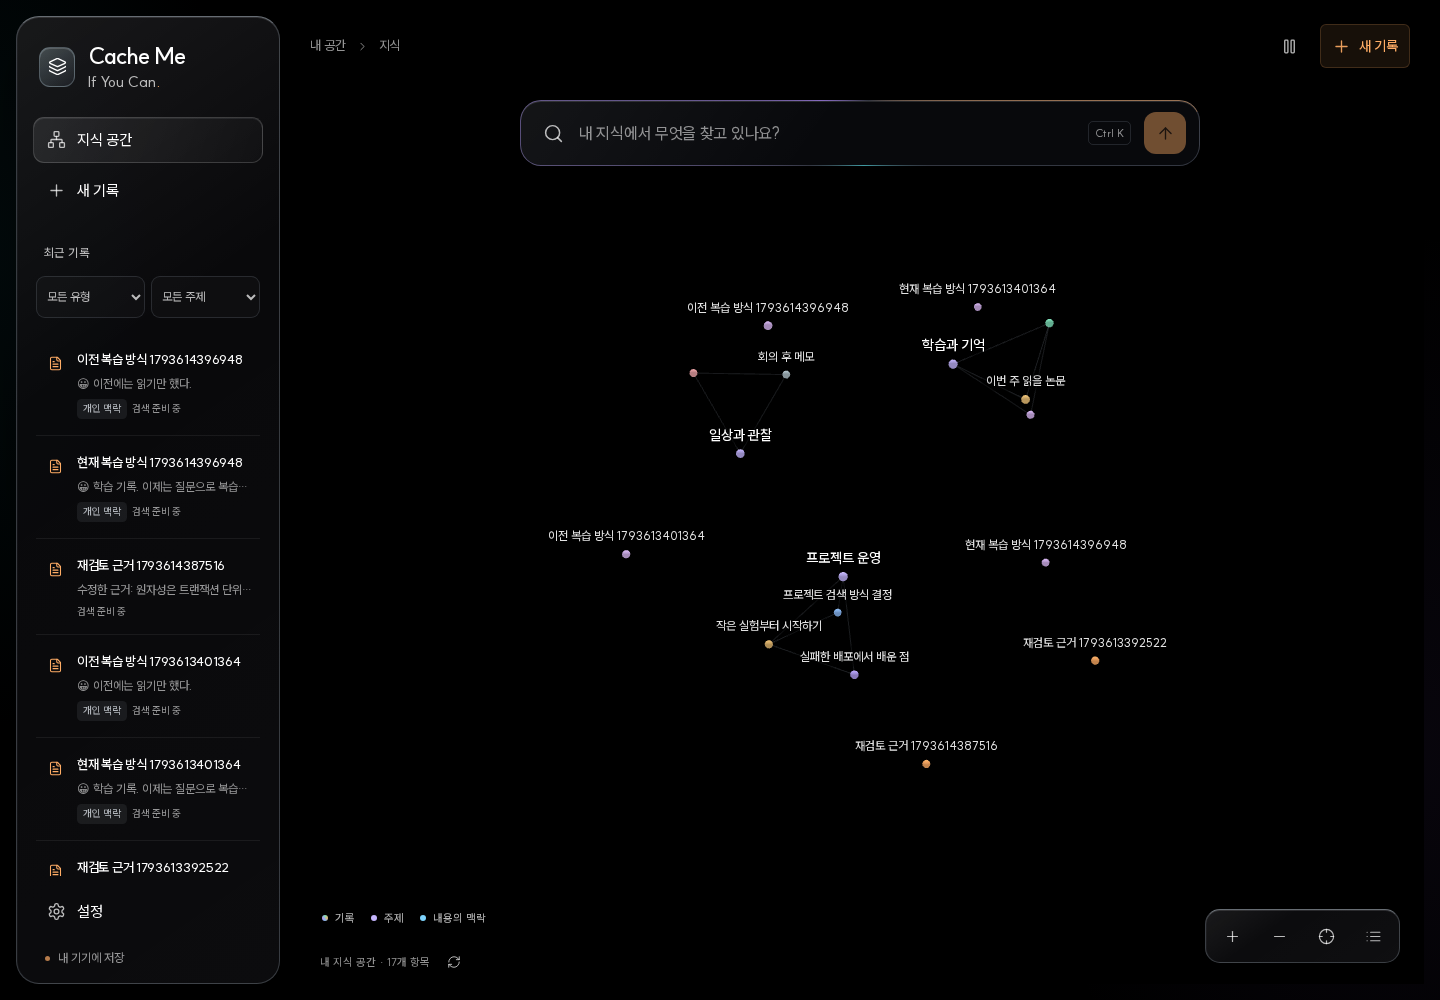 Cache Me
If You Can.
지식 공간
새 기록
최근 기록
모든 유형
모든 주제
이전 복습 방식 1793614396948
😀 이전에는 읽기만 했다.
개인 맥락 검색 준비 중
현재 복습 방식 1793614396948
😀 학습 기록. 이제는 질문으로 복습…
개인 맥락 검색 준비 중
재검토 근거 1793614387516
수정한 근거: 원자성은 트랜잭션 단위…
검색 준비 중
이전 복습 방식 1793613401364
😀 이전에는 읽기만 했다.
개인 맥락 검색 준비 중
현재 복습 방식 1793613401364
😀 학습 기록. 이제는 질문으로 복습…
개인 맥락 검색 준비 중
재검토 근거 1793613392522
설정
내 기기에 저장
내 공간 > 지식
새 기록
내 지식에서 무엇을 찾고 있나요?
Ctrl K
현재 복습 방식 1793613401364
이전 복습 방식 1793614396948
학습과 기억
회의 후 메모
이번 주 읽을 논문
일상과 관찰
이전 복습 방식 1793613401364
현재 복습 방식 1793614396948
프로젝트 운영
프로젝트 검색 방식 결정
작은 실험부터 시작하기
재검토 근거 1793613392522
실패한 배포에서 배운 점
재검토 근거 1793614387516
기록
주제
내용의 맥락
내 지식 공간 · 17개 항목